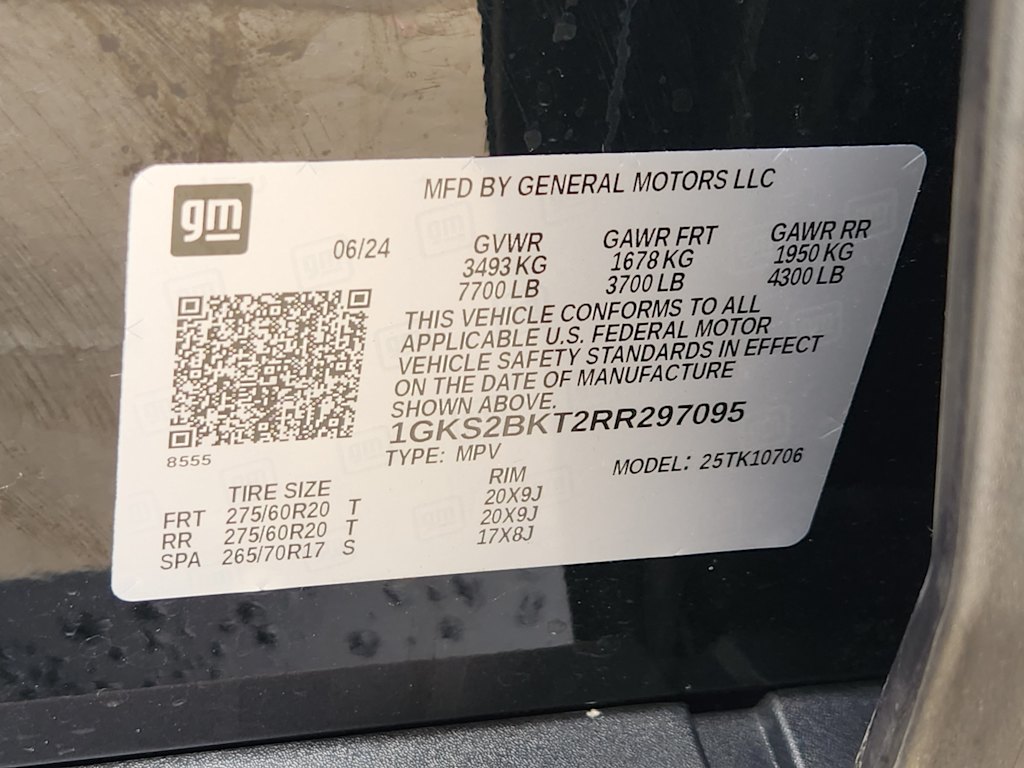 gm
MFD BY GENERAL MOTORS LLC
06/24 GVWR GAWR FRT GAWR RR
3493 KG 1678 KG 1950 KG
7700 LB 3700 LB 4300 LB
THIS VEHICLE CONFORMS TO ALL
APPLICABLE U.S. FEDERAL MOTOR
VEHICLE SAFETY STANDARDS IN EFFECT
ON THE DATE OF MANUFACTURE
SHOWN ABOVE.
1GKS2BKT2RR297095
8555
TYPE: MPV MODEL: 25TK10706
TIRE SIZE RIM
FRT 275/60R20 T 20X9J
RR 275/60R20 T 20X9J
SPA 265/70R17 S 17X8J